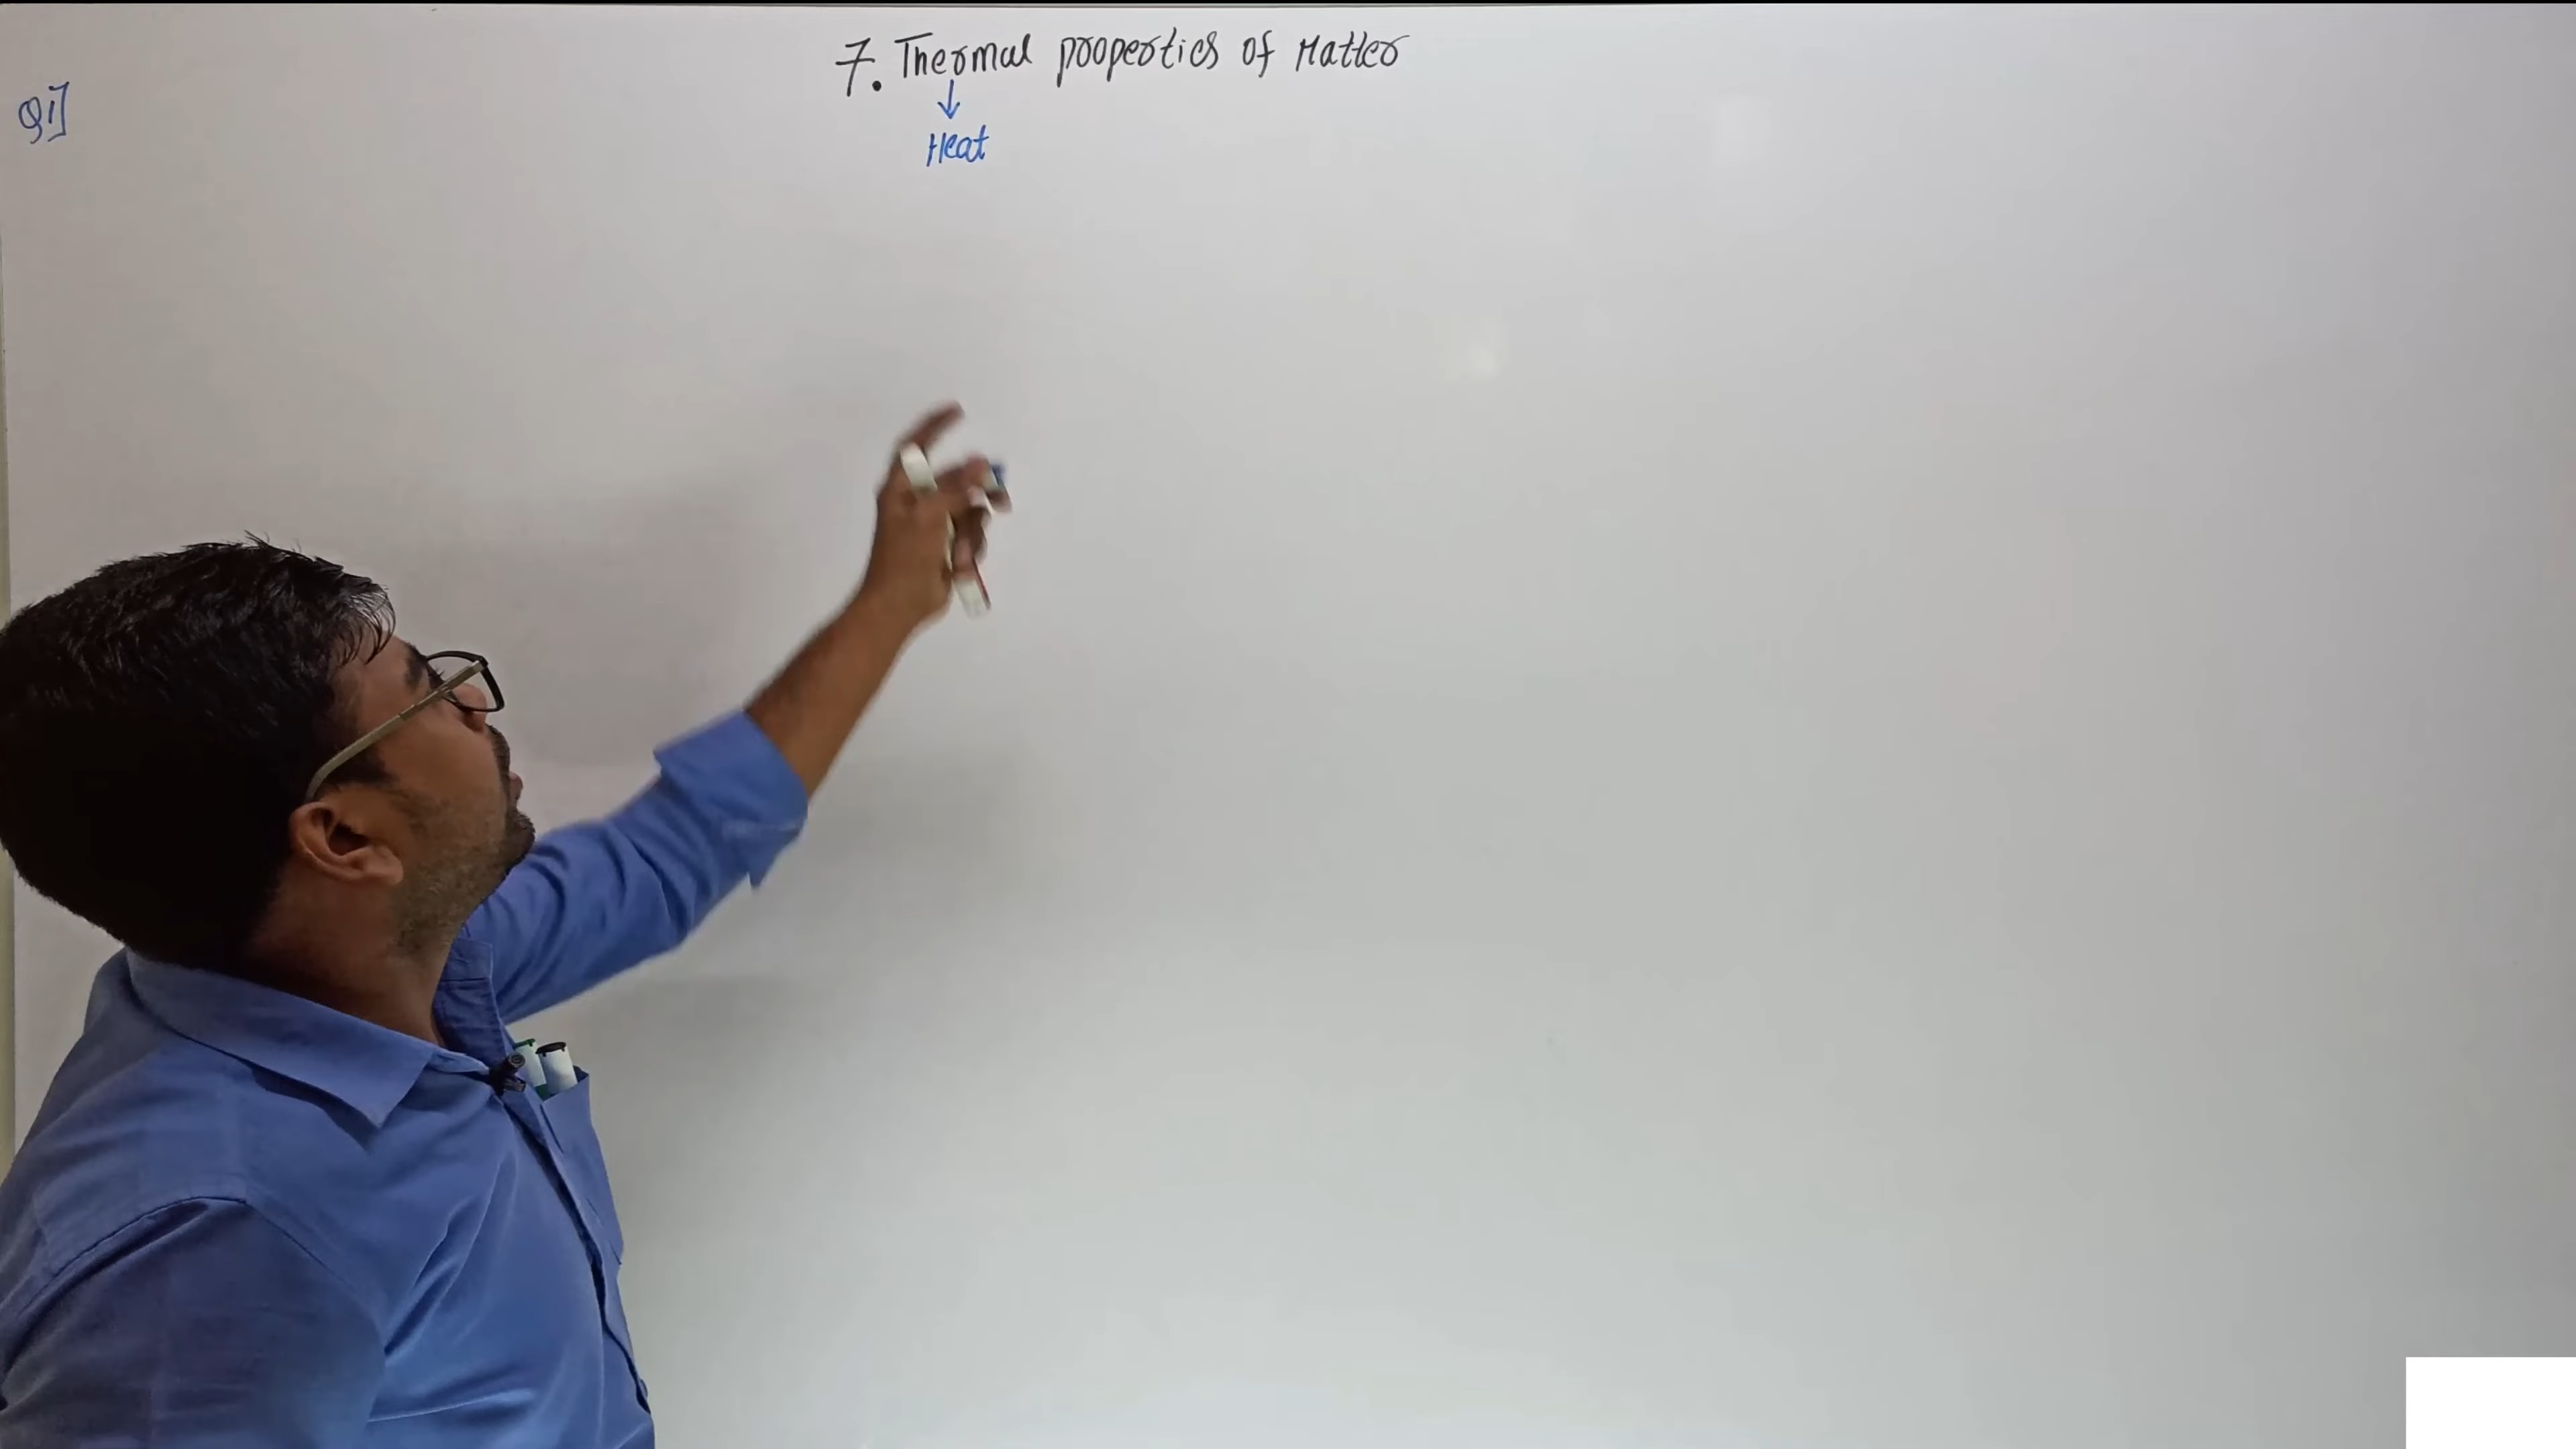 7. Thermal properties of Matter
Q1]
↓
Heat